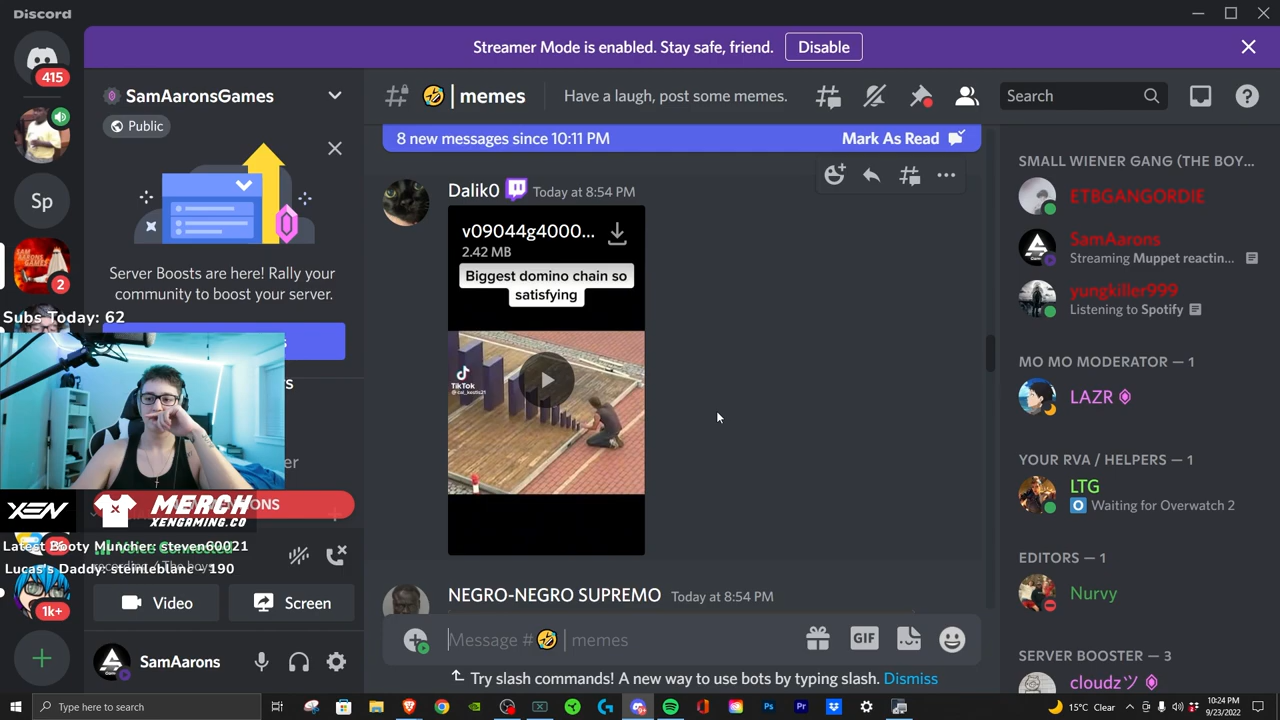 Discord
Streamer Mode is enabled. Stay safe, friend.
Disable
415
SamAaronsGames
Public
Server Boosts are here! Rally your
community to boost your server.
Sp
2
Subs Today: 62
XEN
MERCH
XENGAMING.CO
Latest Booty Muncher: Steven60021
Lucas's Daddy: stemleblanc - 190
1k+
Video
Screen
SamAarons
🤣 | memes
Have a laugh, post some memes.
Search
8 new messages since 10:11 PM
Mark As Read
Dalik0
Today at 8:54 PM
v09044g4000...
2.42 MB
Biggest domino chain so
satisfying
TikTok
NEGRO-NEGRO SUPREMO
Today at 8:54 PM
Message #🤣 | memes
GIF
Try slash commands! A new way to use bots by typing slash. Dismiss
SMALL WIENER GANG (THE BOY...
ETBGANGORDIE
SamAarons
Streaming Muppet reactin...
yungkiller999
Listening to Spotify
MO MO MODERATOR — 1
LAZR
YOUR RVA / HELPERS — 1
LTG
Waiting for Overwatch 2
EDITORS — 1
Nurvy
SERVER BOOSTER — 3
cloudzツ
Type here to search
15°C Clear
10:24 PM
9/23/2022